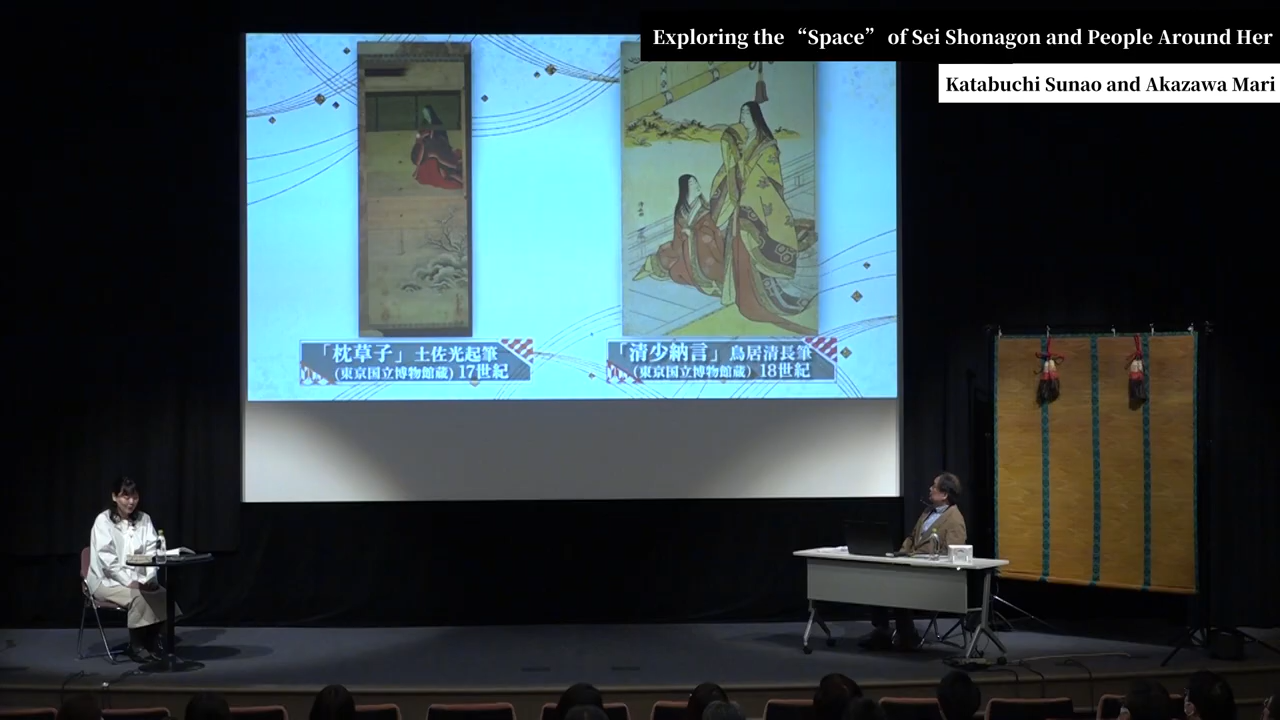 Exploring the “Space” of Sei Shonagon and People Around Her
Katabuchi Sunao and Akazawa Mari
「枕草子」土佐光起筆
(東京国立博物館蔵) 17世紀
「清少納言」鳥居清長筆
(東京国立博物館蔵) 18世紀